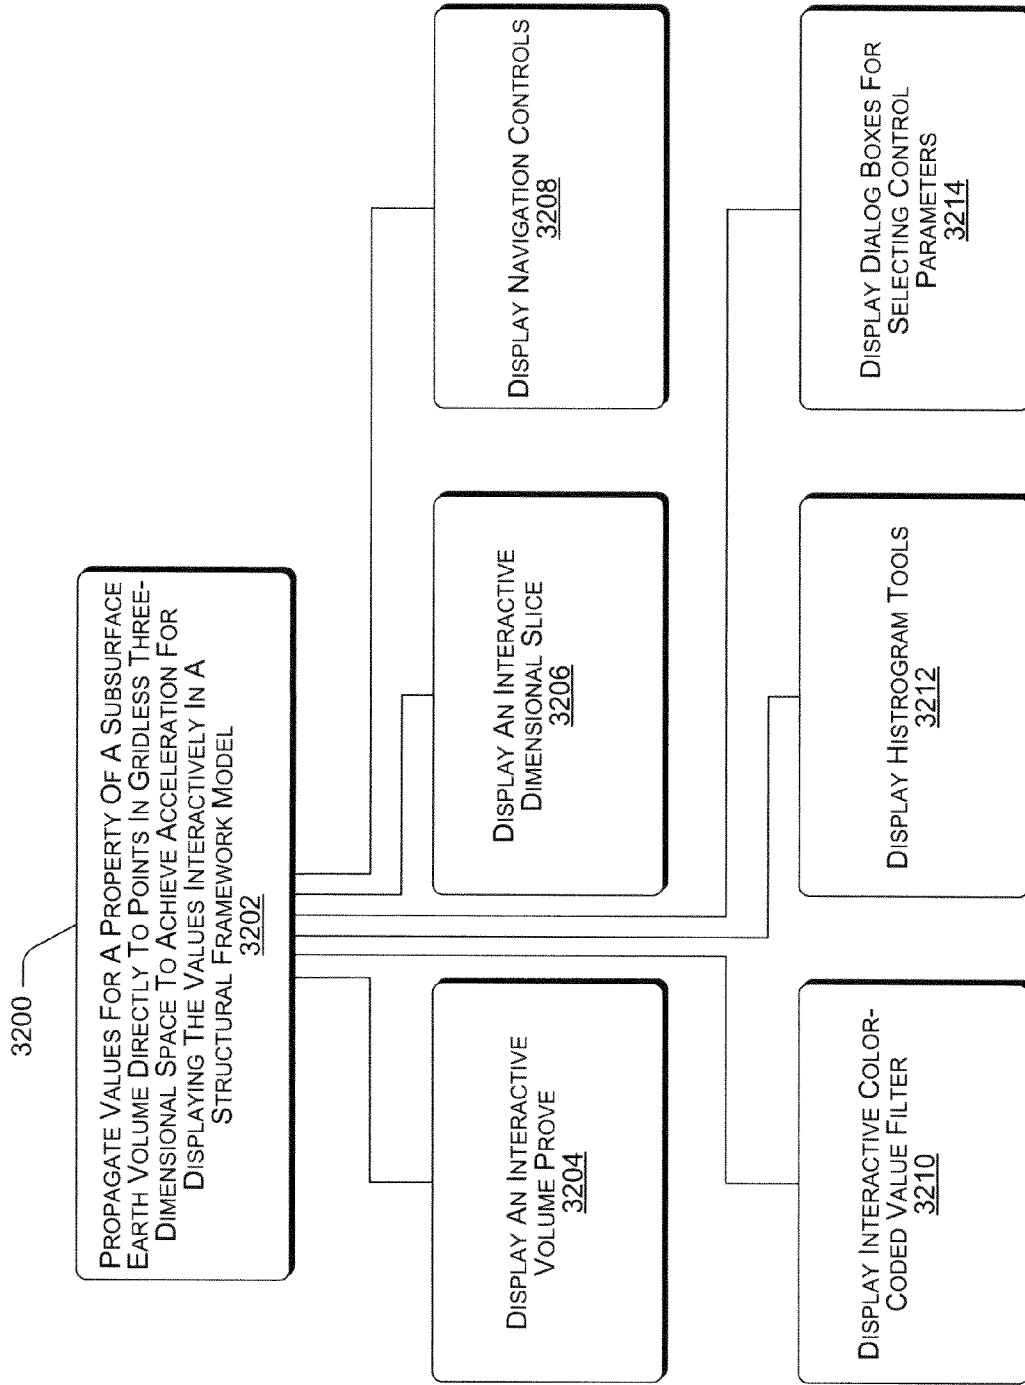 3200
PROPAGATE VALUES FOR A PROPERTY OF A SUBSURFACE
EARTH VOLUME DIRECTLY TO POINTS IN GRIDLESS THREE-
DIMENSIONAL SPACE TO ACHIEVE ACCELERATION FOR
DISPLAYING THE VALUES INTERACTIVELY IN A
STRUCTURAL FRAMEWORK MODEL
3202
DISPLAY AN INTERACTIVE
VOLUME PROVE
3204
DISPLAY AN INTERACTIVE
DIMENSIONAL SLICE
3206
DISPLAY NAVIGATION CONTROLS
3208
DISPLAY INTERACTIVE COLOR-
CODED VALUE FILTER
3210
DISPLAY HISTROGRAM TOOLS
3212
DISPLAY DIALOG BOXES FOR
SELECTING CONTROL
PARAMETERS
3214